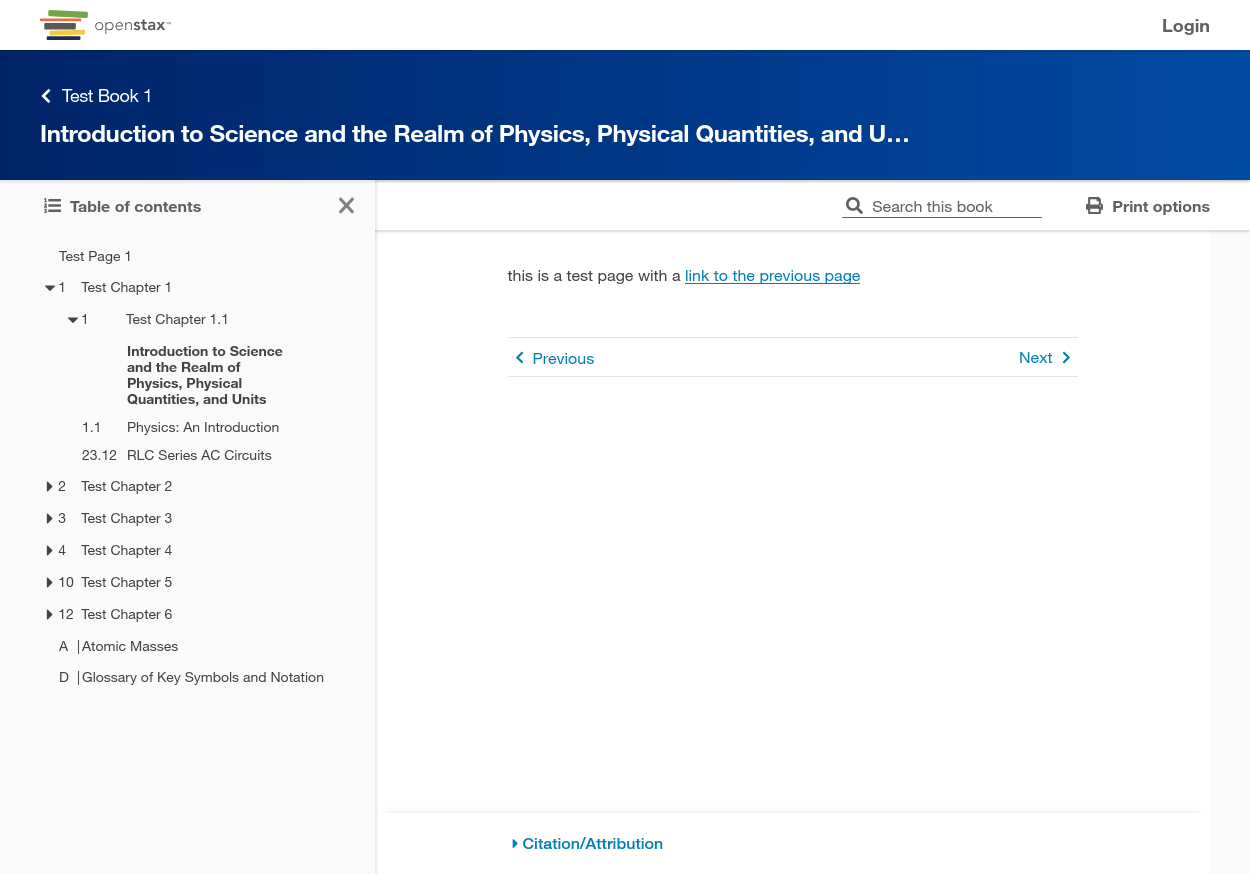 openstax™
Login
Test Book 1
Introduction to Science and the Realm of Physics, Physical Quantities, and U…
Table of contents
Search this book
Print options
Test Page 1
1 Test Chapter 1
1 Test Chapter 1.1
Introduction to Science
and the Realm of
Physics, Physical
Quantities, and Units
1.1 Physics: An Introduction
23.12 RLC Series AC Circuits
2 Test Chapter 2
3 Test Chapter 3
4 Test Chapter 4
10 Test Chapter 5
12 Test Chapter 6
A |Atomic Masses
D |Glossary of Key Symbols and Notation
this is a test page with a link to the previous page
Previous
Next
Citation/Attribution